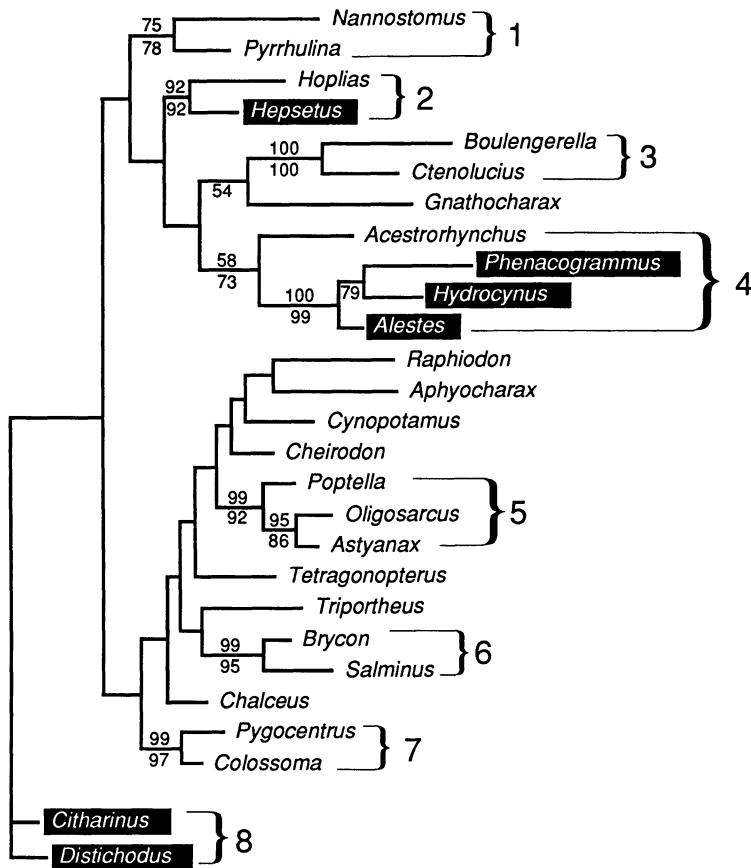 Nannostomus
75
78
Pyrrhulina
1
Hoplias
92
92
Hepsetus
2
Boulengerella
100
100
Ctenolucius
3
54
Gnathocharax
Acestrorhynchus
58
73
Phenacogrammus
79
Hydrocynus
100
99
Alestes
4
Raphiodon
Aphyocharax
Cynopotamus
Cheirodon
Poptella
99
92
95
86
Oligosarcus
5
Astyanax
Tetragonopterus
Triportheus
Brycon
99
95
6
Salminus
Chalceus
Pygocentrus
99
97
7
Colossoma
Citharinus
8
Distichodus